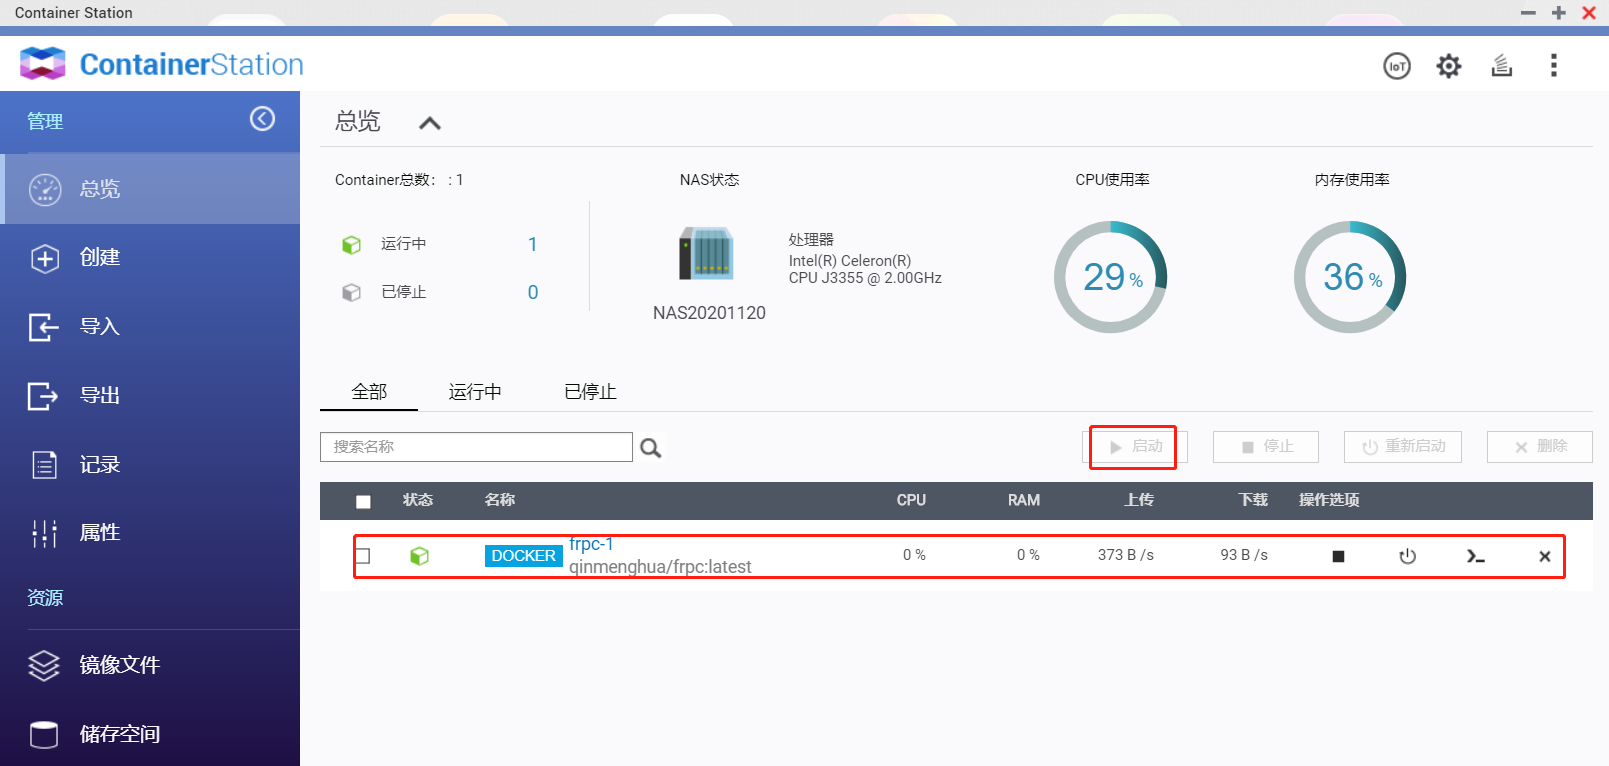 Container Station
ContainerStation
IoT
管理
总览
创建
导入
导出
记录
属性
资源
镜像文件
储存空间
总览
Container总数： : 1
运行中 1
已停止 0
NAS状态
NAS20201120
处理器
Intel(R) Celeron(R)
CPU J3355 @ 2.00GHz
CPU使用率
29 %
内存使用率
36 %
全部 运行中 已停止
搜索名称 启动 停止 重新启动 删除
状态 名称 CPU RAM 上传 下载 操作选项
DOCKER frpc-1 0 % 0 % 373 B /s 93 B /s
qinmenghua/frpc:latest